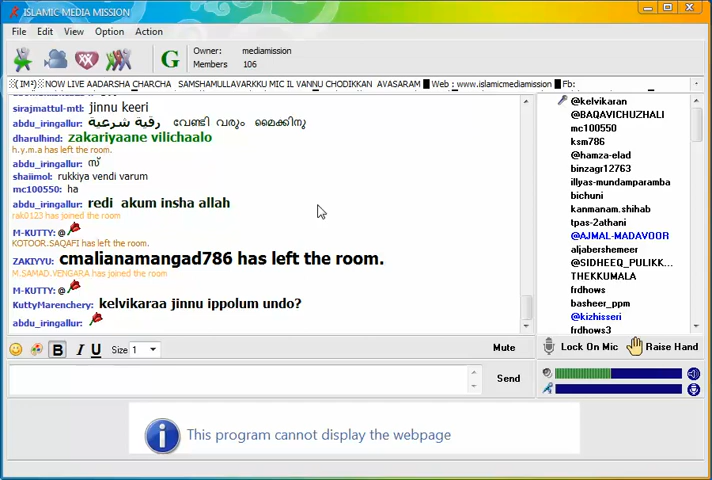 ISLAMIC MEDIA MISSION
File Edit View Option Action
G
Owner: mediamission
Members 106
NOW LIVE AADARSHA CHARCHA SAMSHAMULLAVARKKU MIC IL VANNU CHODIKKAN AVASARAM Web : www.islamicmediamission Fb:
sirajmattul-mtl: jinnu keeri
abdu_iringallur: رقية شرعية വേണ്ടി വരും മൈക്കിനു
dharulhind: zakariyaane vilichaalo
h.y.m.a has left the room.
abdu_iringallur: സ്
shaiimol: rukkiya vendi varum
mc100550: ha
abdu_iringallur: redi akum insha allah
rak0123 has joined the room
M-KUTTY: @
KOTOOR.SAQAFI has left the room.
ZAKIYYU: cmalianamangad786 has left the room.
M.SAMAD.VENGARA has joined the room
M-KUTTY: @
KuttyMarenchery: kelvikaraa jinnu ippolum undo?
abdu_iringallur:
@kelvikaran
@BAQAVICHUZHALI
mc100550
ksm786
@hamza-elad
binzagr12763
illyas-mundamparamba
bichuni
kanmanam.shihab
tpas-2athani
@AJMAL-MADAVOOR
aljabershemeer
@SIDHEEQ_PULIKK...
THEKKUMALA
frdhows
basheer_ppm
@kizhisseri
frdhows3
B I U Size 1 Mute
Lock On Mic Raise Hand
Send
This program cannot display the webpage